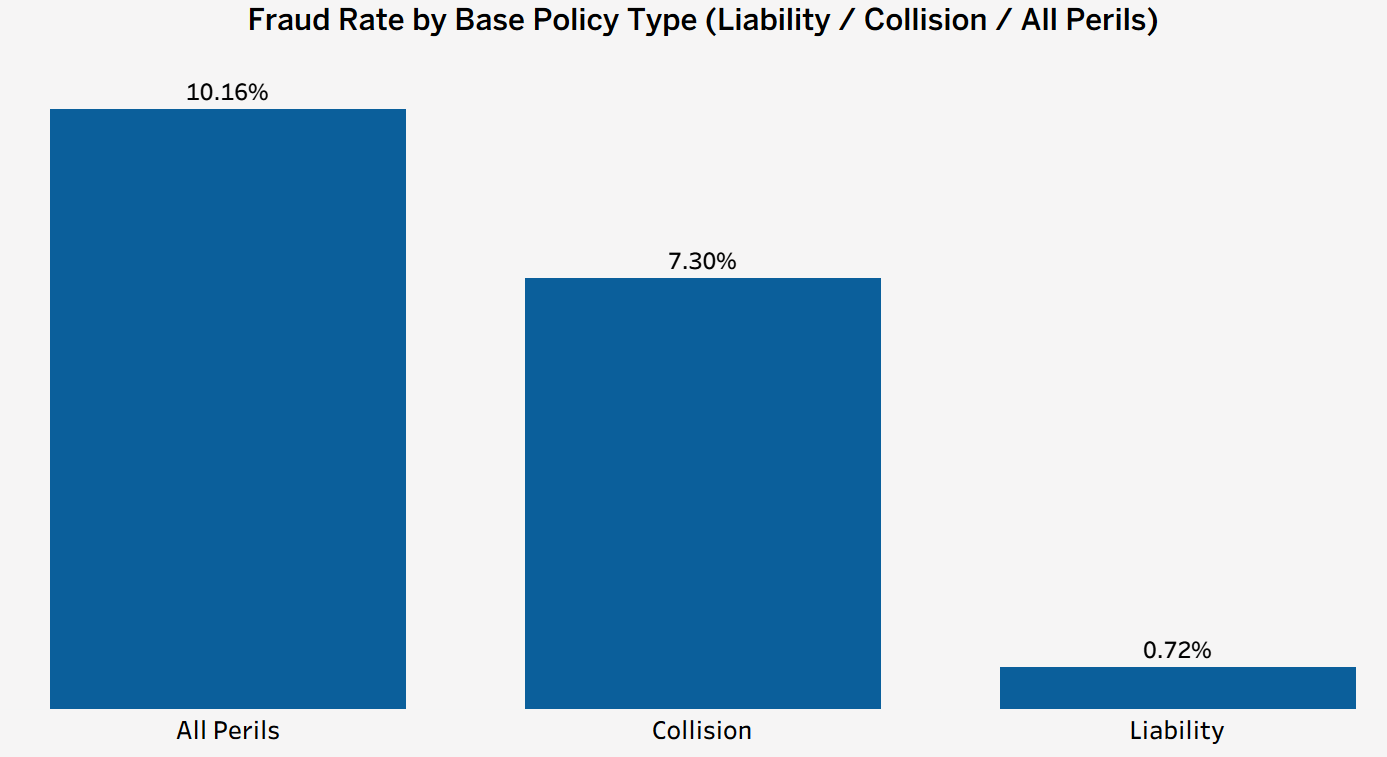 Fraud Rate by Base Policy Type (Liability / Collision / All Perils)
10.16%
7.30%
0.72%
All Perils
Collision
Liability